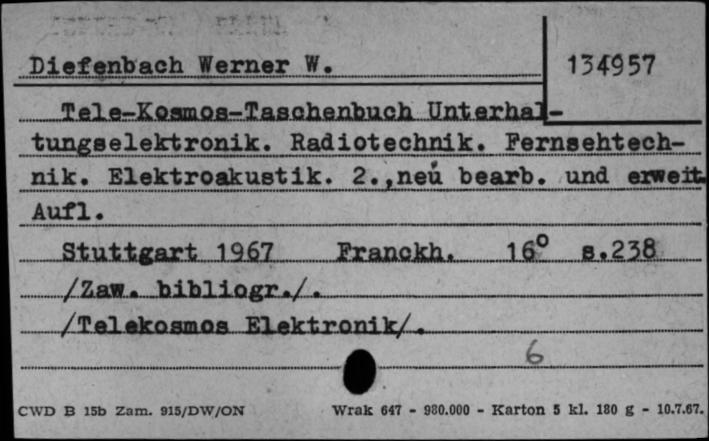 Diefenbach Werner W.
134957
Tele-Kosmos-Taschenbuch Unterhal-
tungselektronik. Radiotechnik. Fernsehtech-
nik. Elektroakustik. 2.,neú bearb. und erweit.
Aufl.
Stuttgart 1967 Franckh. 16° s.238
/Zaw. bibliogr./.
/Telekosmos Elektronik/.
6
CWD B 15b Zam. 915/DW/ON Wrak 647 - 980.000 - Karton 5 kl. 180 g - 10.7.67.